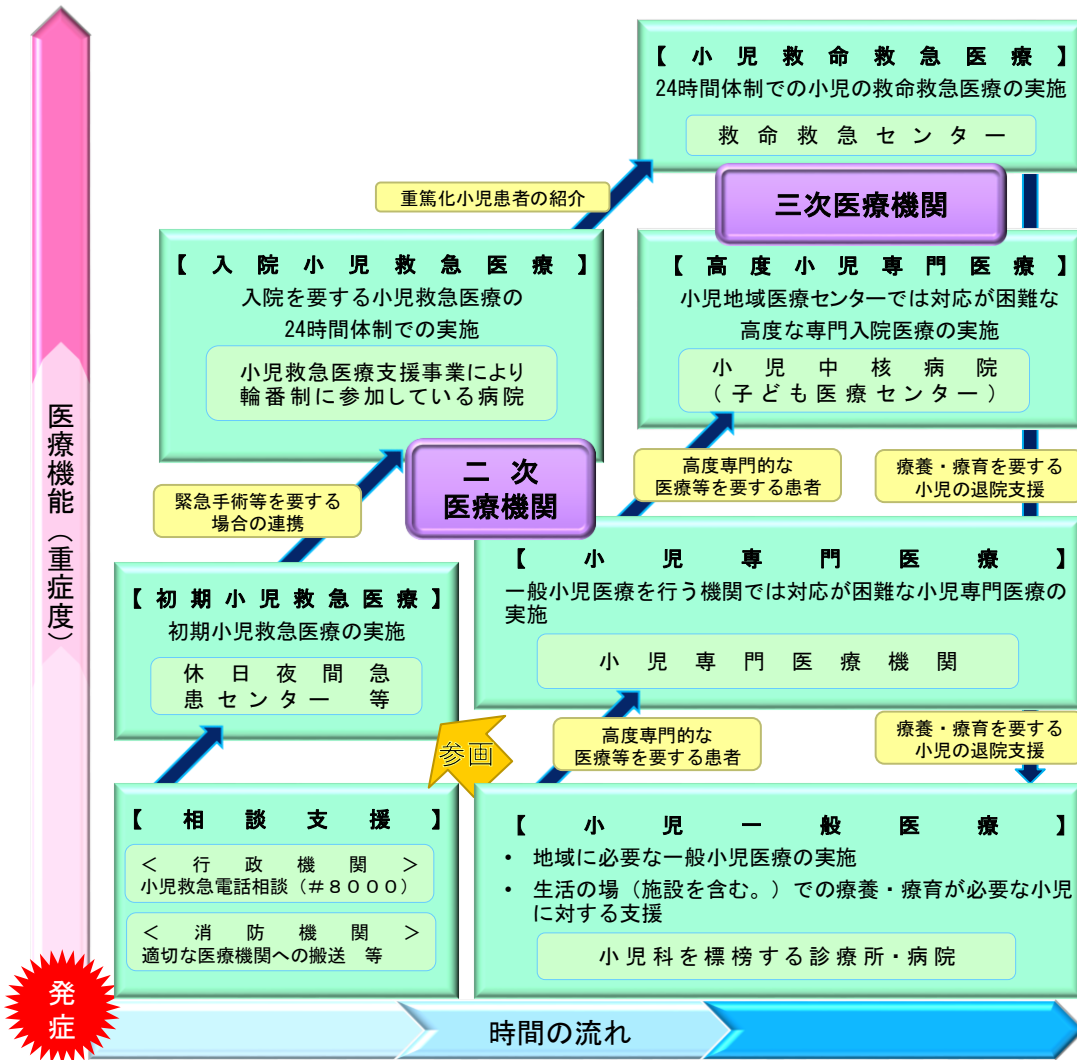 【小児救命救急医療】
24時間体制での小児の救命救急医療の実施
救命救急センター
三次医療機関
重篤化小児患者の紹介
【入院小児救急医療】
入院を要する小児救急医療の
24時間体制での実施
小児救急医療支援事業により
輪番制に参加している病院
【高度小児専門医療】
小児地域医療センターでは対応が困難な
高度な専門入院医療の実施
小児中核病院
(子ども医療センター)
医療機能(重症度)
二次
医療機関
緊急手術等を要する
場合の連携
高度専門的な
医療等を要する患者
療養・療育を要する
小児の退院支援
【初期小児救急医療】
初期小児救急医療の実施
休日夜間急
患センター 等
【小児専門医療】
一般小児医療を行う機関では対応が困難な小児専門医療の
実施
小児専門医療機関
参画
高度専門的な
医療等を要する患者
療養・療育を要する
小児の退院支援
【相談支援】
<行政機関>
小児救急電話相談(#8000)
<消防機関>
適切な医療機関への搬送 等
【小児一般医療】
・ 地域に必要な一般小児医療の実施
・ 生活の場(施設を含む。)での療養・療育が必要な小児
に対する支援
小児科を標榜する診療所・病院
発症
時間の流れ